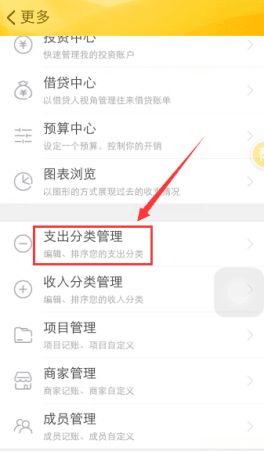 更多
投资中心
快速管理我的投资账户
借贷中心
以借贷人视角管理往来借贷账单
预算中心
设定一个预算，控制你的开销
图表浏览
以图形的方式展现过去的收支情况
支出分类管理
编辑、排序您的支出分类
收入分类管理
编辑、排序您的收入分类
项目管理
项目记账、项目自定义
商家管理
商家记账、商家自定义
成员管理
成员记账、成员自定义